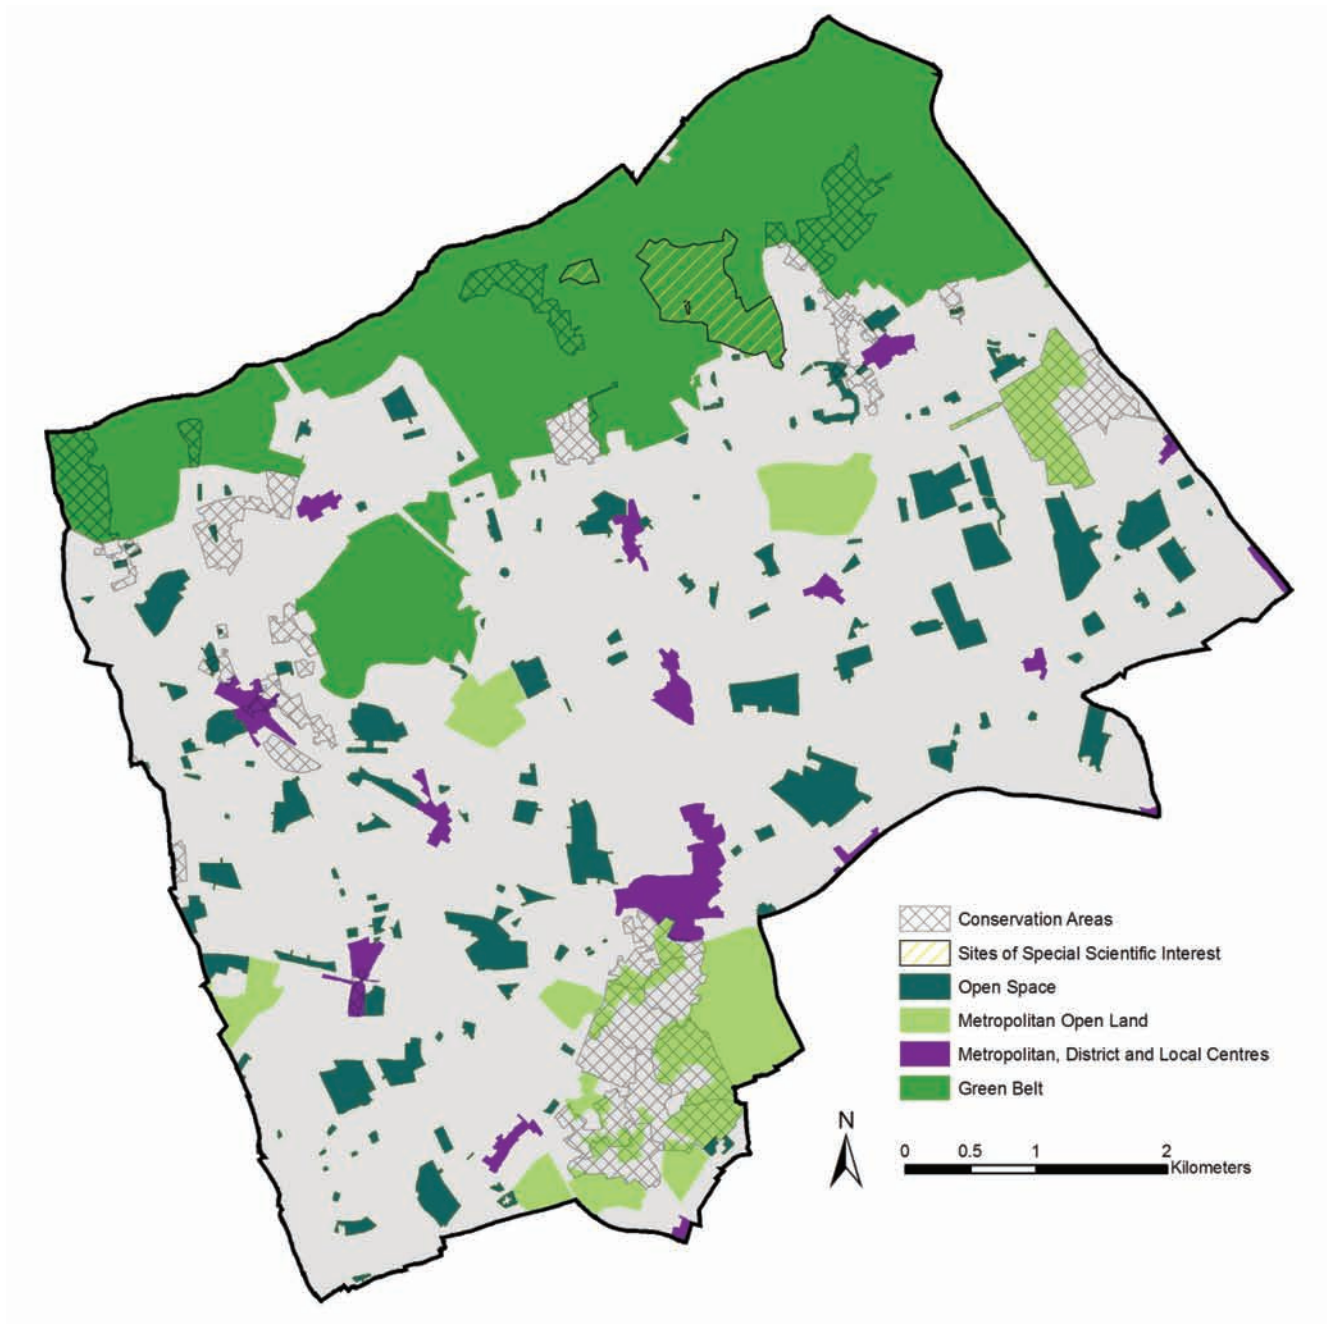 Conservation Areas
Sites of Special Scientific Interest
Open Space
Metropolitan Open Land
Metropolitan, District and Local Centres
Green Belt
N
0 0.5 1 2
Kilometers